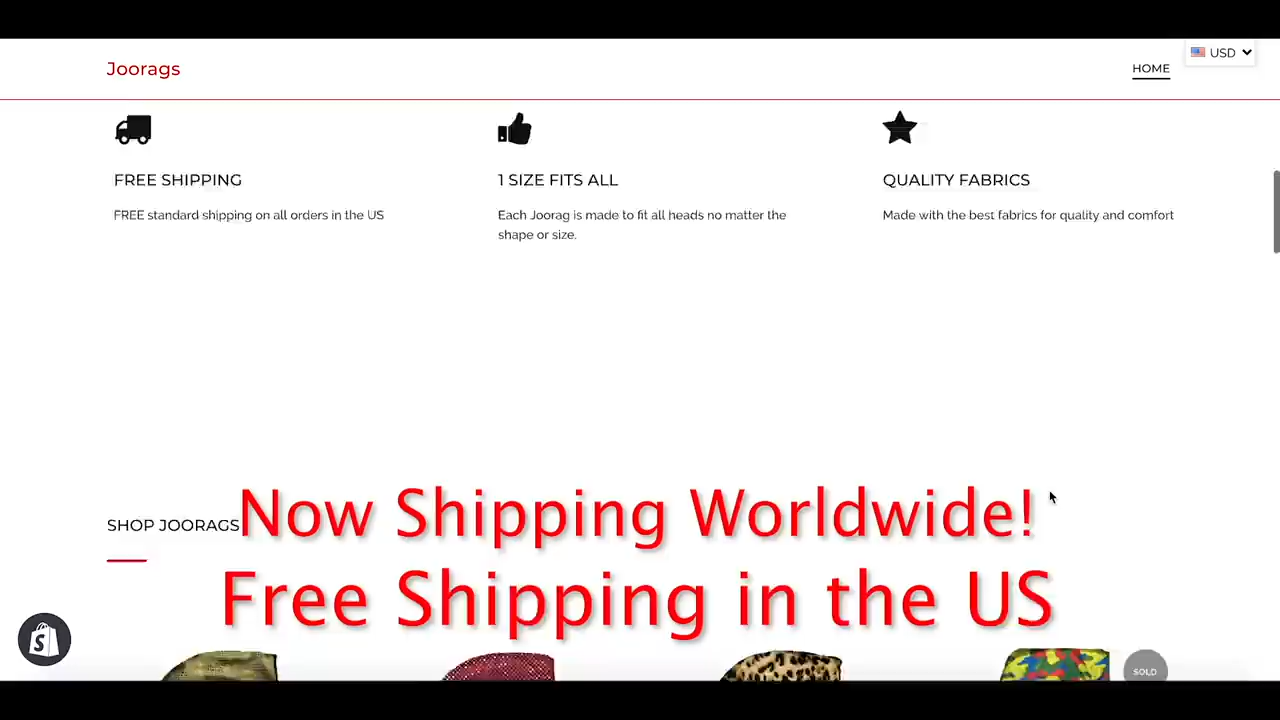 Joorags
HOME
USD
FREE SHIPPING
FREE standard shipping on all orders in the US
1 SIZE FITS ALL
Each Joorag is made to fit all heads no matter the
shape or size.
QUALITY FABRICS
Made with the best fabrics for quality and comfort
SHOP JOORAGS
Now Shipping Worldwide!
Free Shipping in the US
SOLD